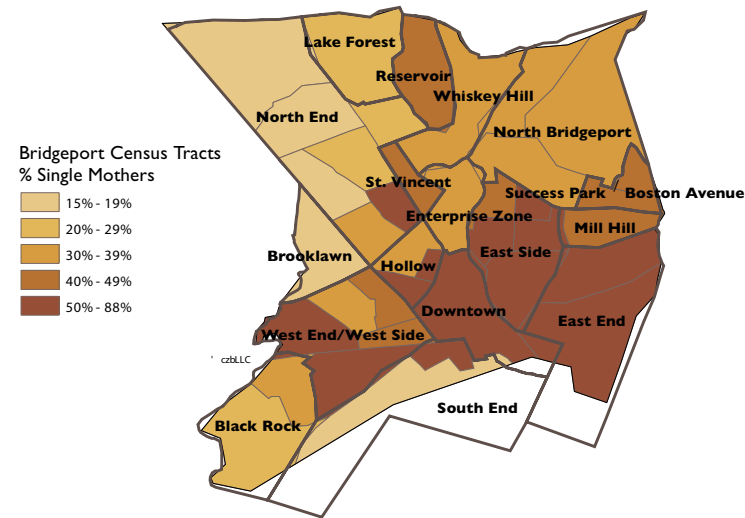 Lake Forest
Reservoir
Whiskey Hill
North End
North Bridgeport
Bridgeport Census Tracts
% Single Mothers
St. Vincent
Success Park
Boston Avenue
15% - 19%
20% - 29%
30% - 39%
40% - 49%
50% - 88%
Enterprise Zone
Mill Hill
Brooklawn
Hollow
East Side
Downtown
East End
West End/West Side
czbLLC
South End
Black Rock